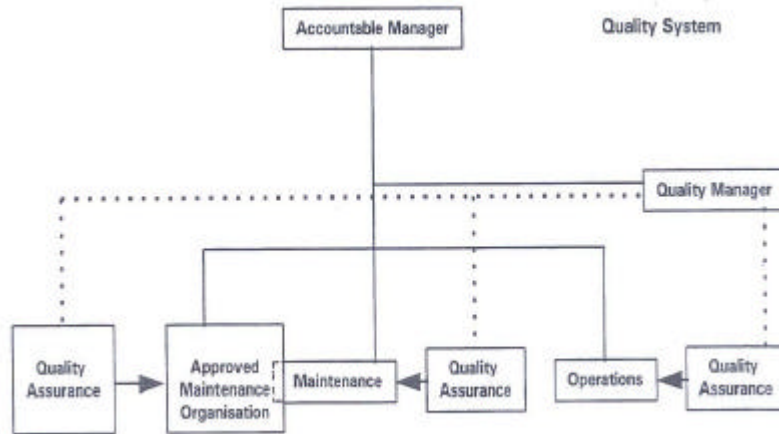 Quality System
Accountable Manager
Quality Manager
Quality
Assurance
Approved
Maintenance
Organisation
Maintenance
Quality
Assurance
Operations
Quality
Assurance